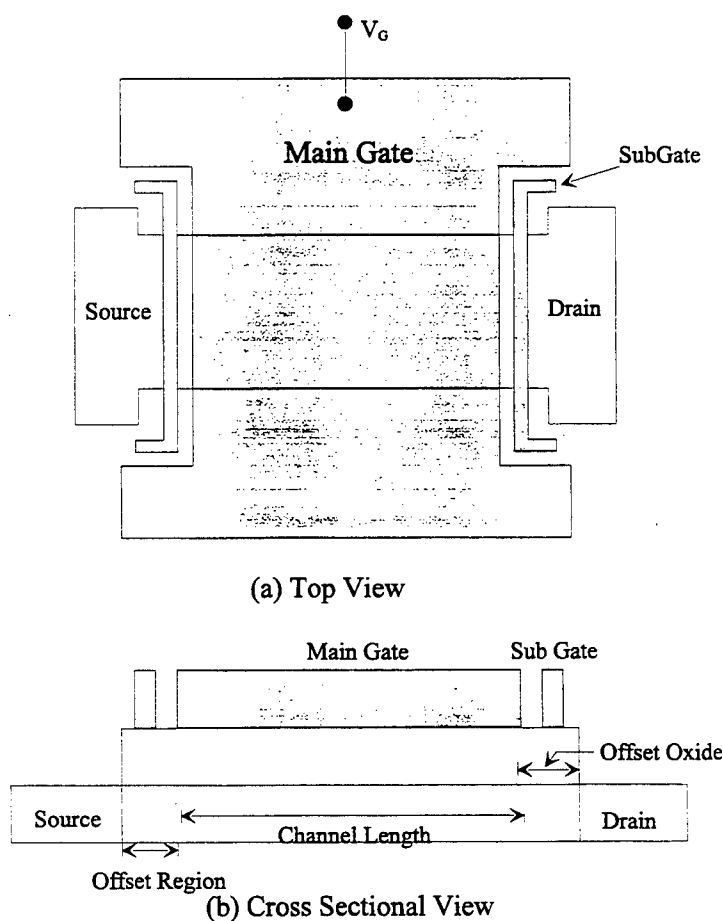 V_G
Main Gate
SubGate
Source
Drain
(a) Top View
Main Gate
Sub Gate
Offset Oxide
Source
Channel Length
Drain
Offset Region
(b) Cross Sectional View